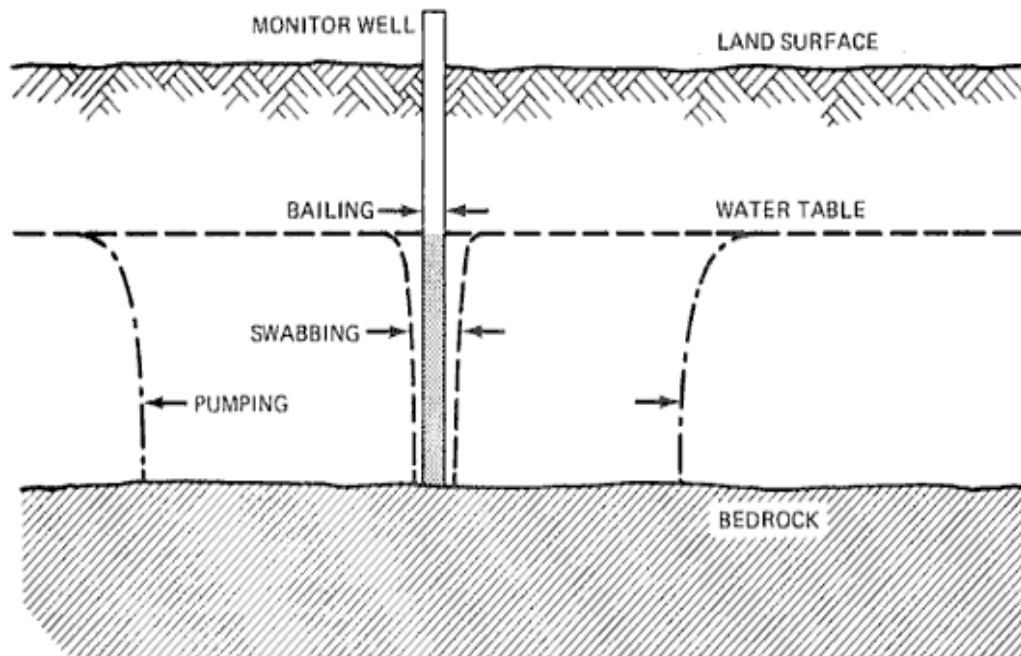 MONITOR WELL
LAND SURFACE
BAILING
WATER TABLE
SWABBING
PUMPING
BEDROCK